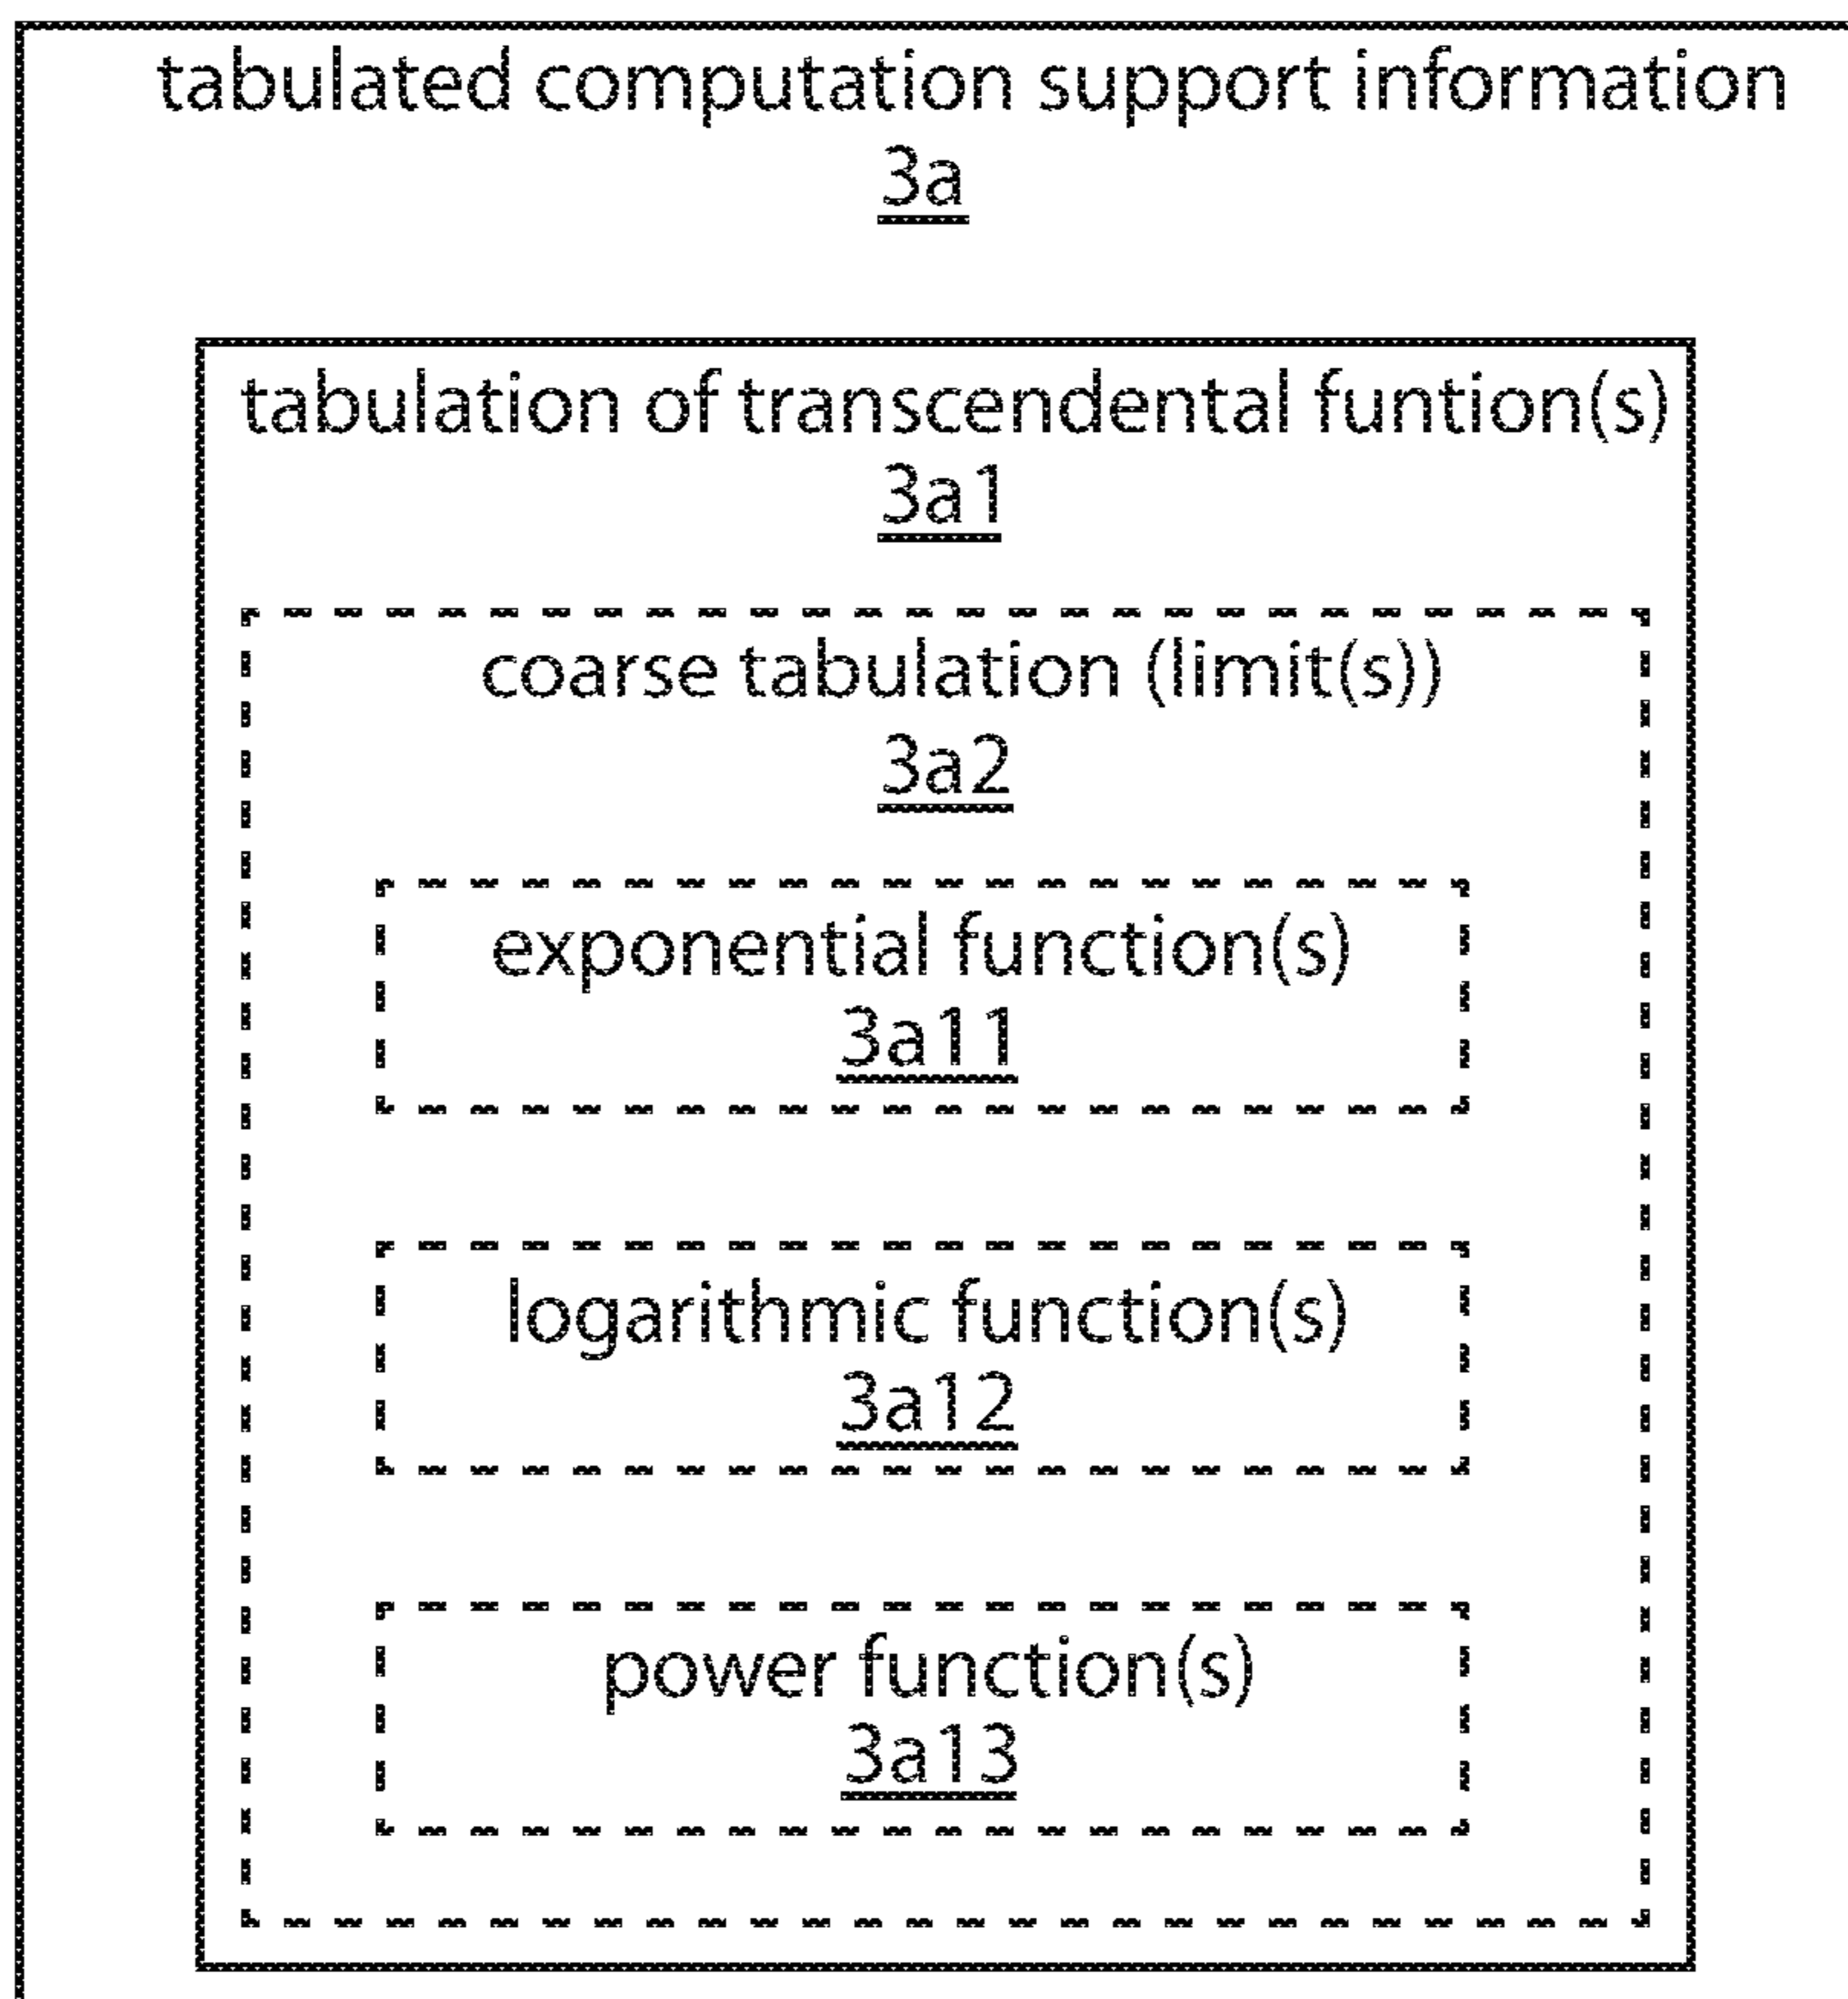 tabulated computation support information
3a
tabulation of transcendental funtion(s)
3a1
coarse tabulation (limit(s))
3a2
exponential function(s)
3a11
logarithmic function(s)
3a12
power function(s)
3a13